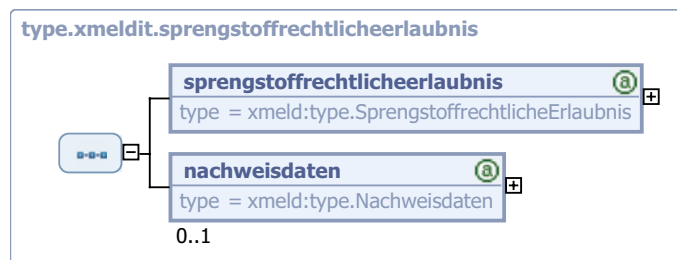 type.xmeldit.sprengstoffrechtlicheerlaubnis
sprengstoffrechtlicheerlaubnis
type = xmeld:type.SprengstoffrechtlicheErlaubnis
nachweisdaten
type = xmeld:type.Nachweisdaten
0..1